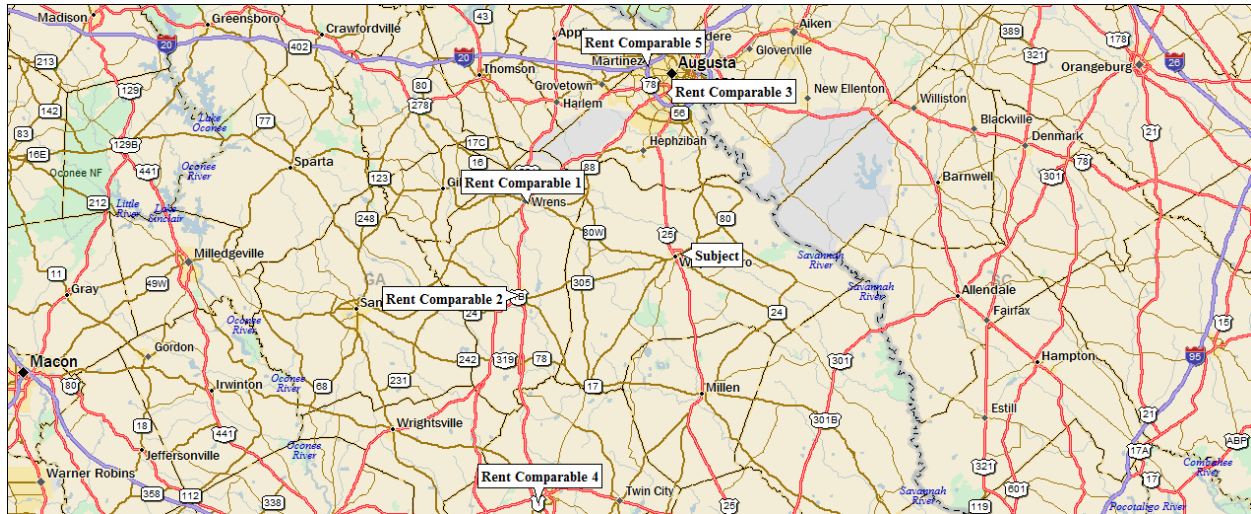 Madison
Greensboro
Crawfordville
43
20
402
213
129
142
83
129B
16E
441
Oconee NF
Lake
Oconee
Oconee
River
77
Sparta
123
80
278
20
Thomson
17C
16
Rent Comparable 5
Martinez
Grovetown
Harlem
78
Augusta
Rent Comparable 3
56
Hephzibah
88
Aiken
Gloverville
New Ellenton
Williston
Blackville
Denmark
389
321
178
26
Orangeburg
21
78
301
Barnwell
Rent Comparable 1
Wrens
212
Little
River
Lake
Sinclair
248
Milledgeville
11
49W
Gray
GA
80W
25
80
Subject
305
Rent Comparable 2
24
Oconee
River
Savannah
River
Savannah
River
SC
Allendale
Fairfax
15
24
Macon
80
Gordon
Irwinton
Oconee
River
68
231
242
319
78
17
Millen
301
301B
Hampton
95
Estill
21
18
441
Wrightsville
Jeffersonville
Oconee
River
Warner Robins
358
112
338
Rent Comparable 4
1
Twin City
25
Savannah
River
321
119
601
17A
17
ABP
Combahee
River
Pocotaligo River